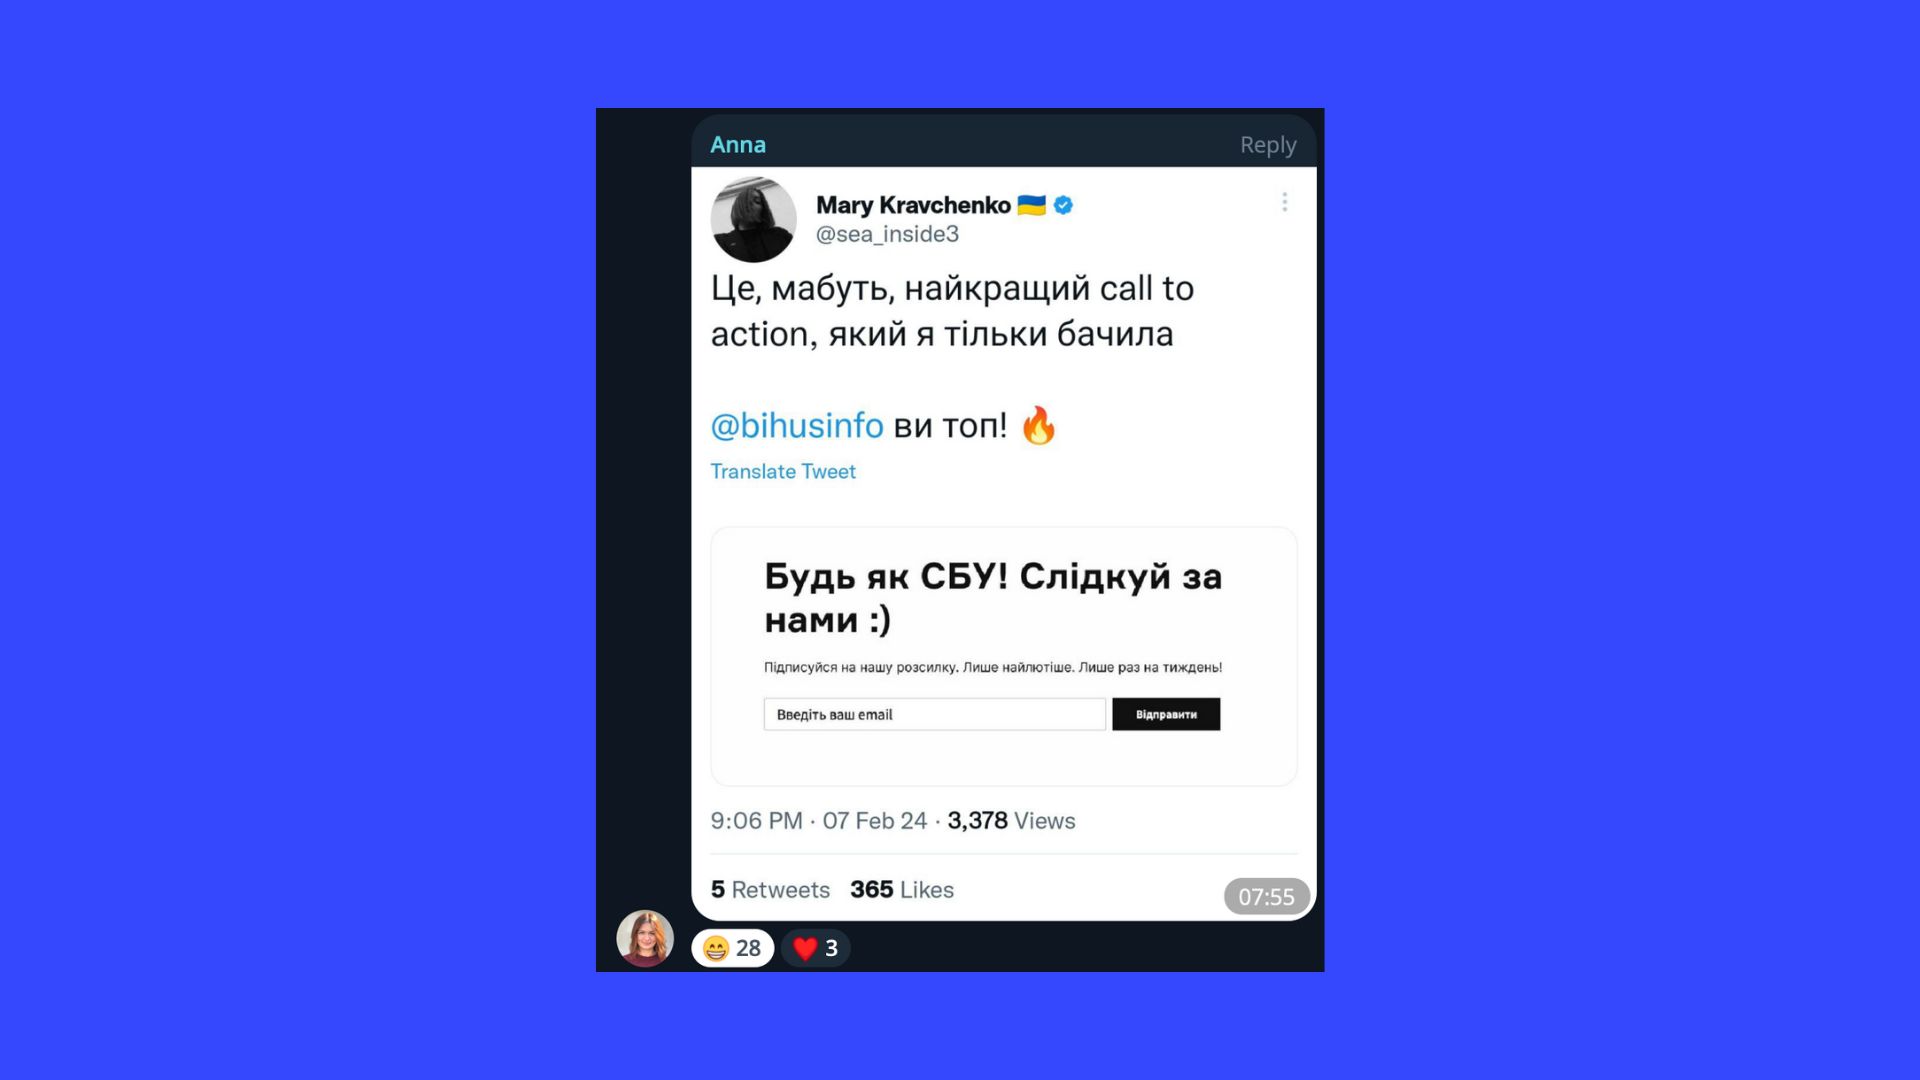 Anna
Reply
Mary Kravchenko 🇺🇦
@sea_inside3
Це, мабуть, найкращий call to
action, який я тільки бачила
@bihusinfo ви топ! 🔥
Translate Tweet
Будь як СБУ! Слідкуй за
нами :)
Підписуйся на нашу розсилку. Лише найлютіше. Лише раз на тиждень!
Введіть ваш email
Відправити
9:06 PM · 07 Feb 24 · 3,378 Views
5 Retweets 365 Likes
07:55
😁 28 ❤️ 3